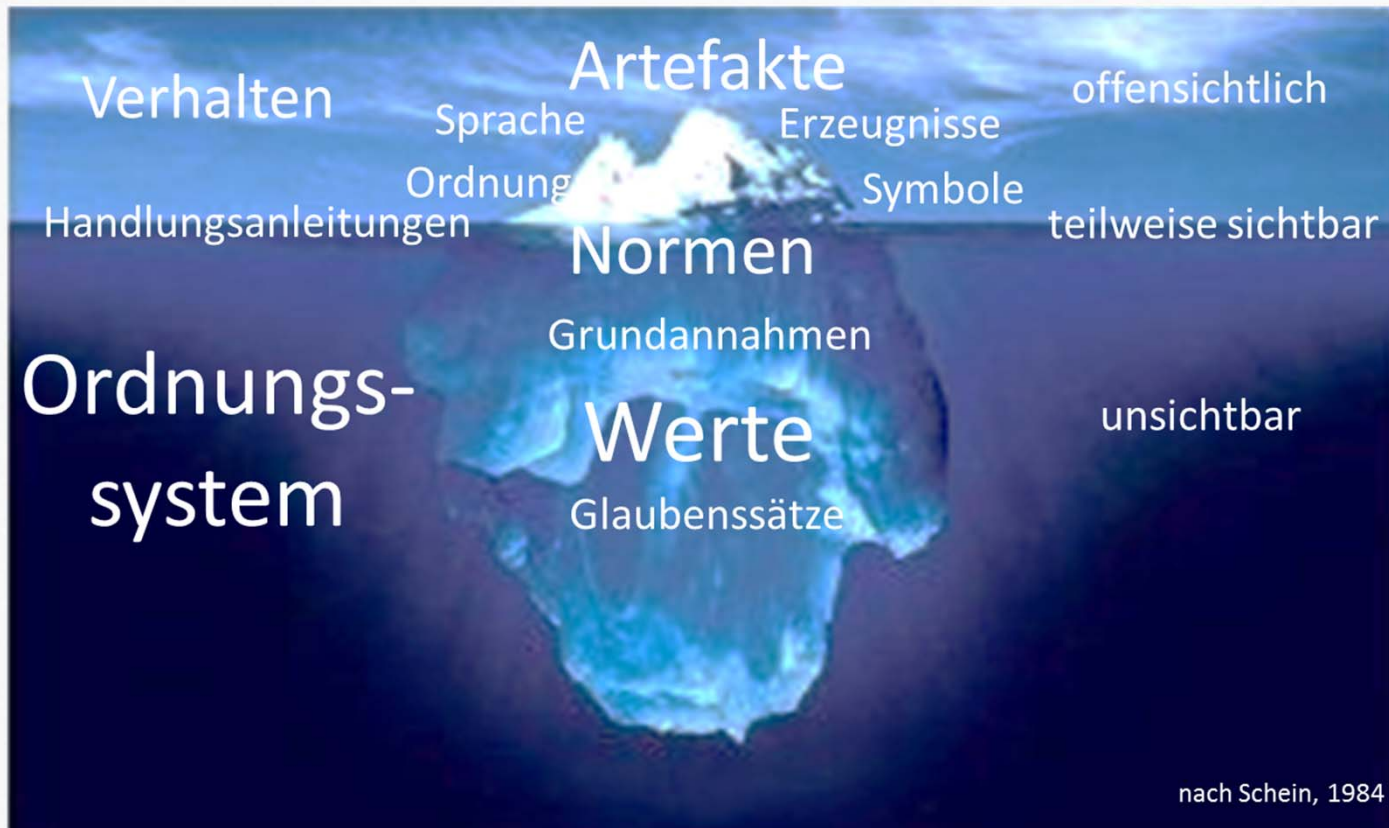 Artefakte
Verhalten
offensichtlich
Sprache
Erzeugnisse
Ordnung
Symbole
Handlungsanleitungen
teilweise sichtbar
Normen
Grundannahmen
Ordnungs-
system
Werte
unsichtbar
Glaubenssätze
nach Schein, 1984